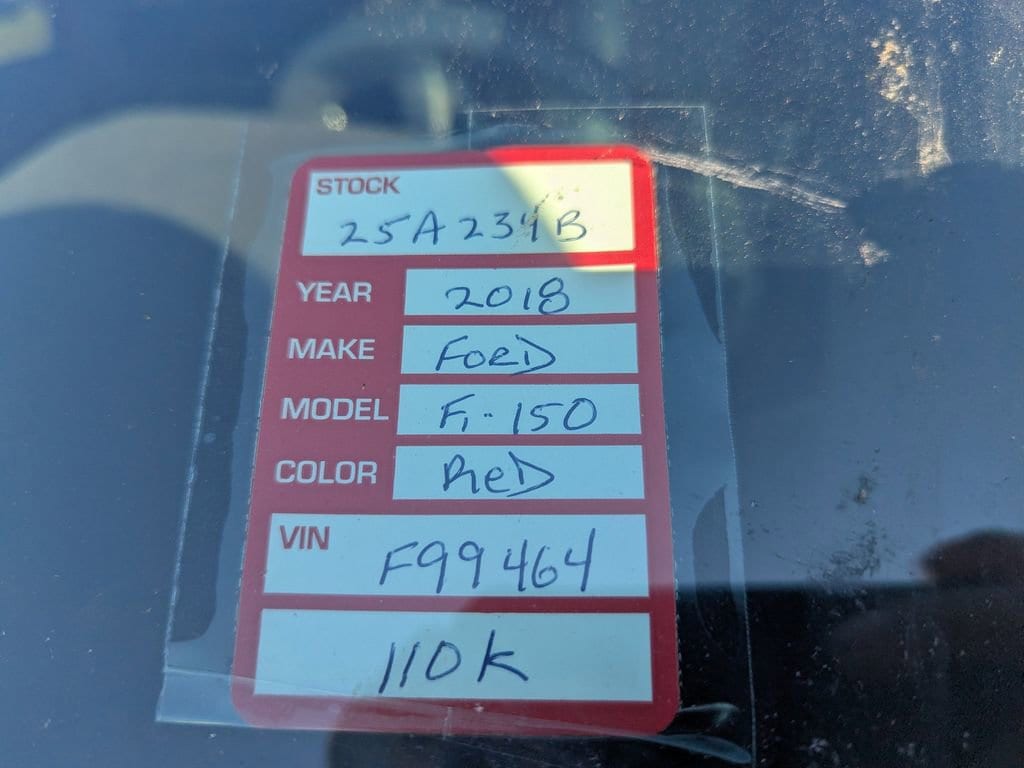 STOCK
25A234B
YEAR 2018
MAKE FORD
MODEL F-150
COLOR ReD
VIN
F99464
110K